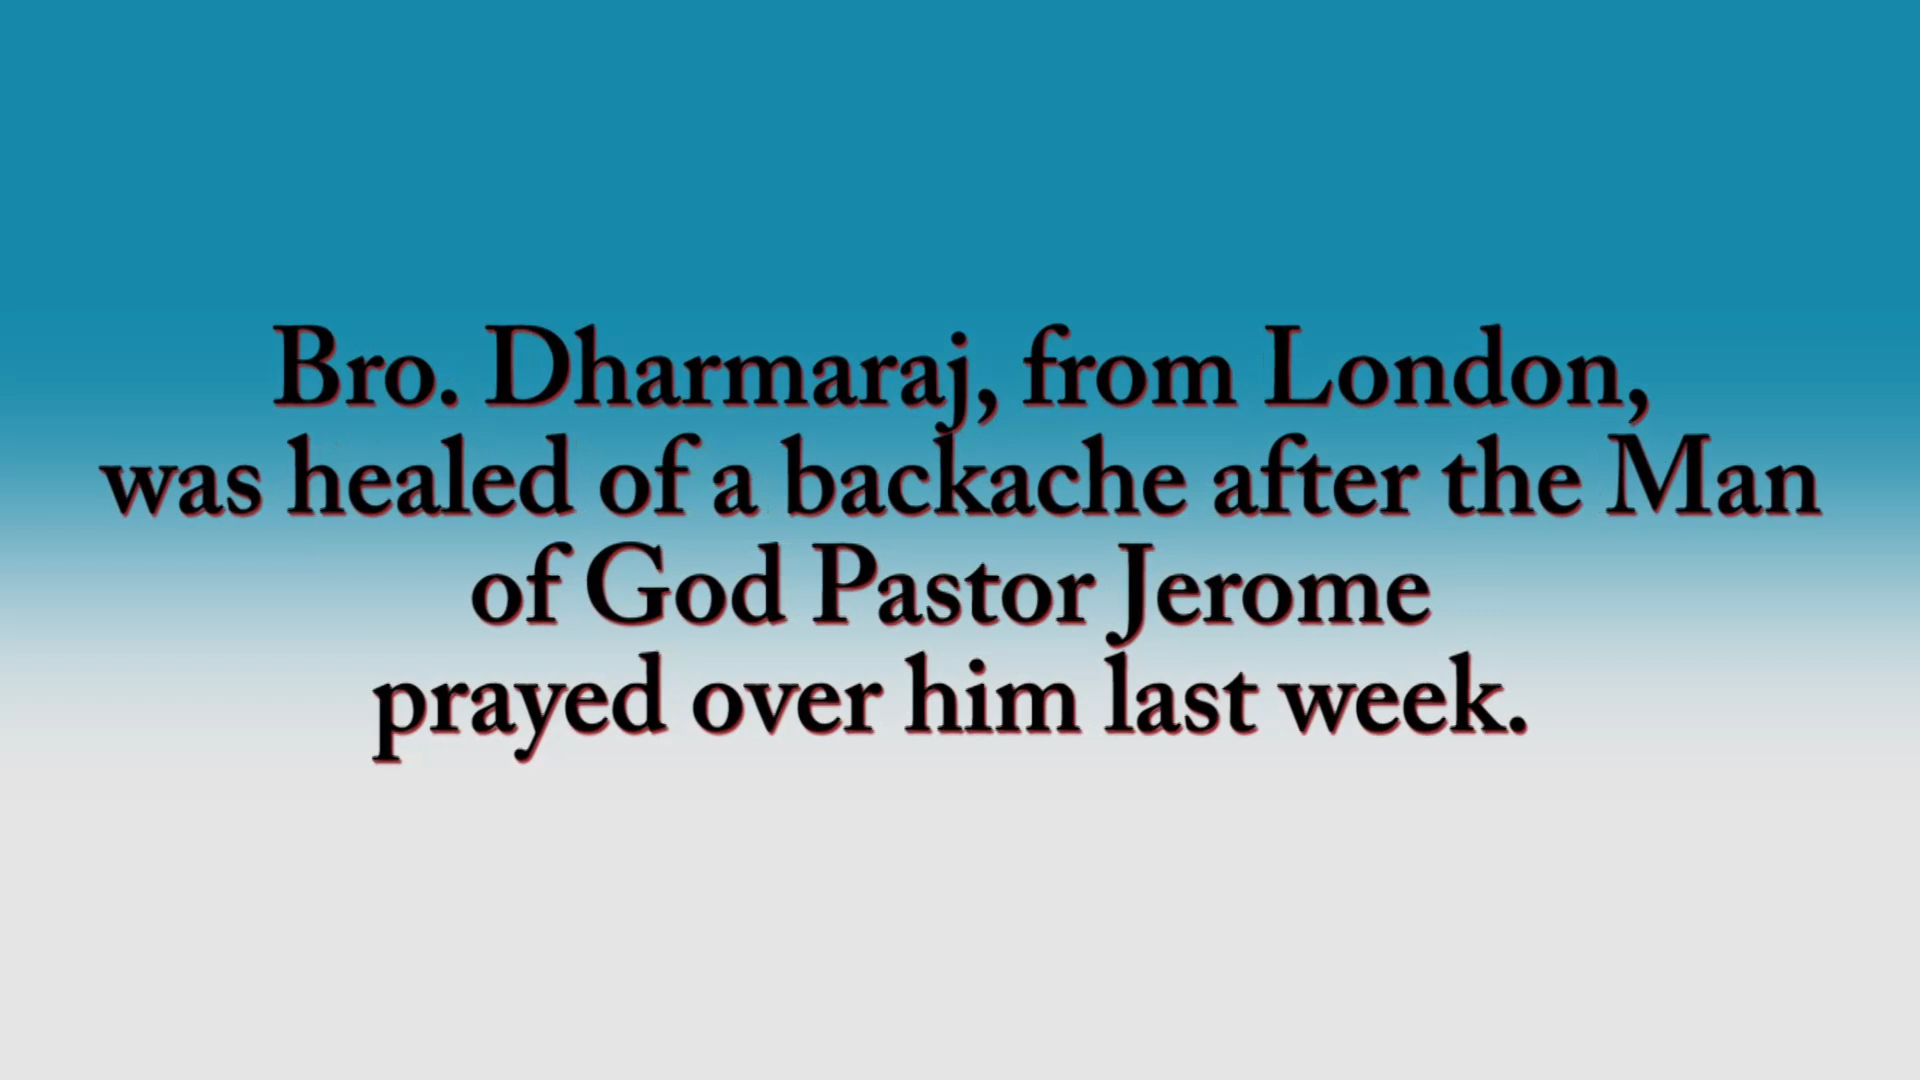 Bro. Dharmaraj, from London,
was healed of a backache after the Man
of God Pastor Jerome
prayed over him last week.